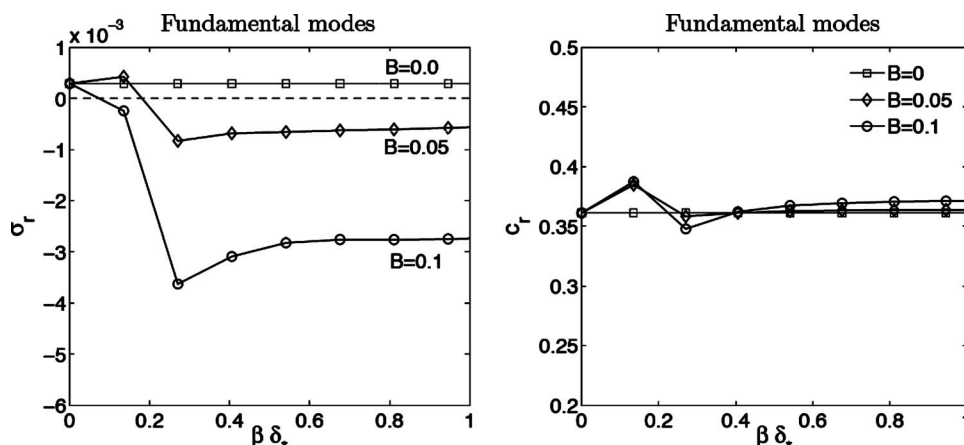 Fundamental modes
x 10⁻³
1
0
−1
−2
−3
−4
−5
−6
σr
B=0.0
B=0.05
B=0.1
0 0.2 0.4 0.6 0.8 1
β δ*
Fundamental modes
0.5
0.45
0.4
0.35
0.3
0.25
0.2
cr
B=0
B=0.05
B=0.1
0 0.2 0.4 0.6 0.8 1
β δ*